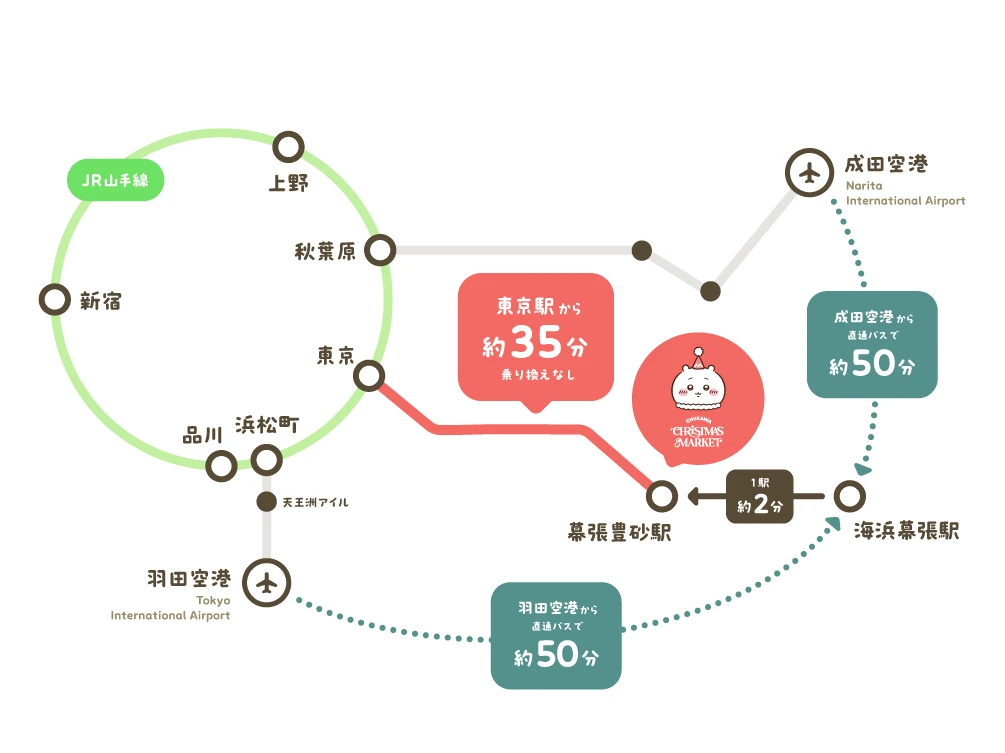 JR山手線
上野
成田空港
Narita
International Airport
秋葉原
新宿
東京駅から
約35分
乗り換えなし
成田空港から
直通バスで
約50分
東京
CHIIKAWA
CHRISTMAS
MARKET
品川
浜松町
天王洲アイル
1駅
約2分
幕張豊砂駅
海浜幕張駅
羽田空港
Tokyo
International Airport
羽田空港から
直通バスで
約50分